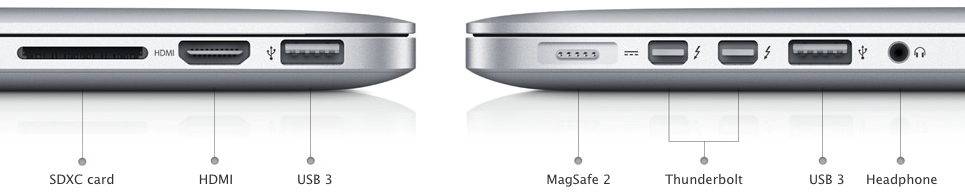 HDMI
SDXC card
HDMI
USB 3
MagSafe 2
Thunderbolt
USB 3
Headphone